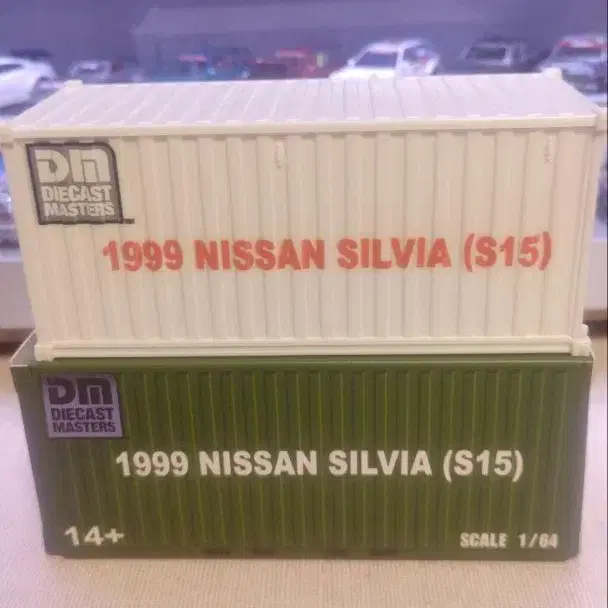 DM
DIECAST
MASTERS
1999 NISSAN SILVIA (S15)
DM
DIECAST
MASTERS
1999 NISSAN SILVIA (S15)
14+
SCALE 1/64